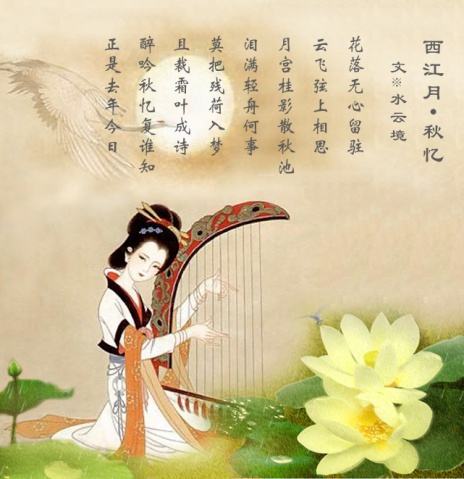 西江月·秋忆
文※水云境
花落无心留驻
云飞弦上相思
月宫桂影散秋池
泪满轻舟何事
莫把残荷入梦
且裁霜叶成诗
醉吟秋忆复谁知
正是去年今日